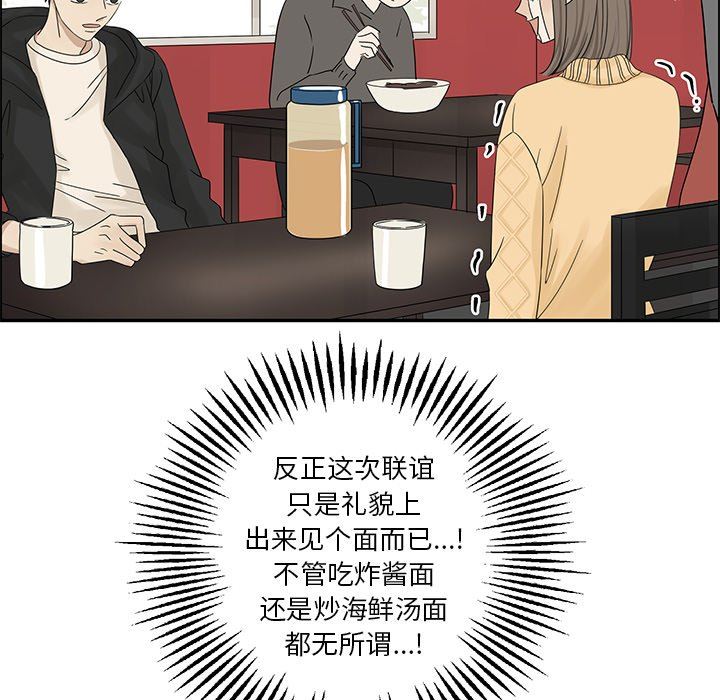 反正这次联谊
只是礼貌上
出来见个面而已...!
不管吃炸酱面
还是炒海鲜汤面
都无所谓...!